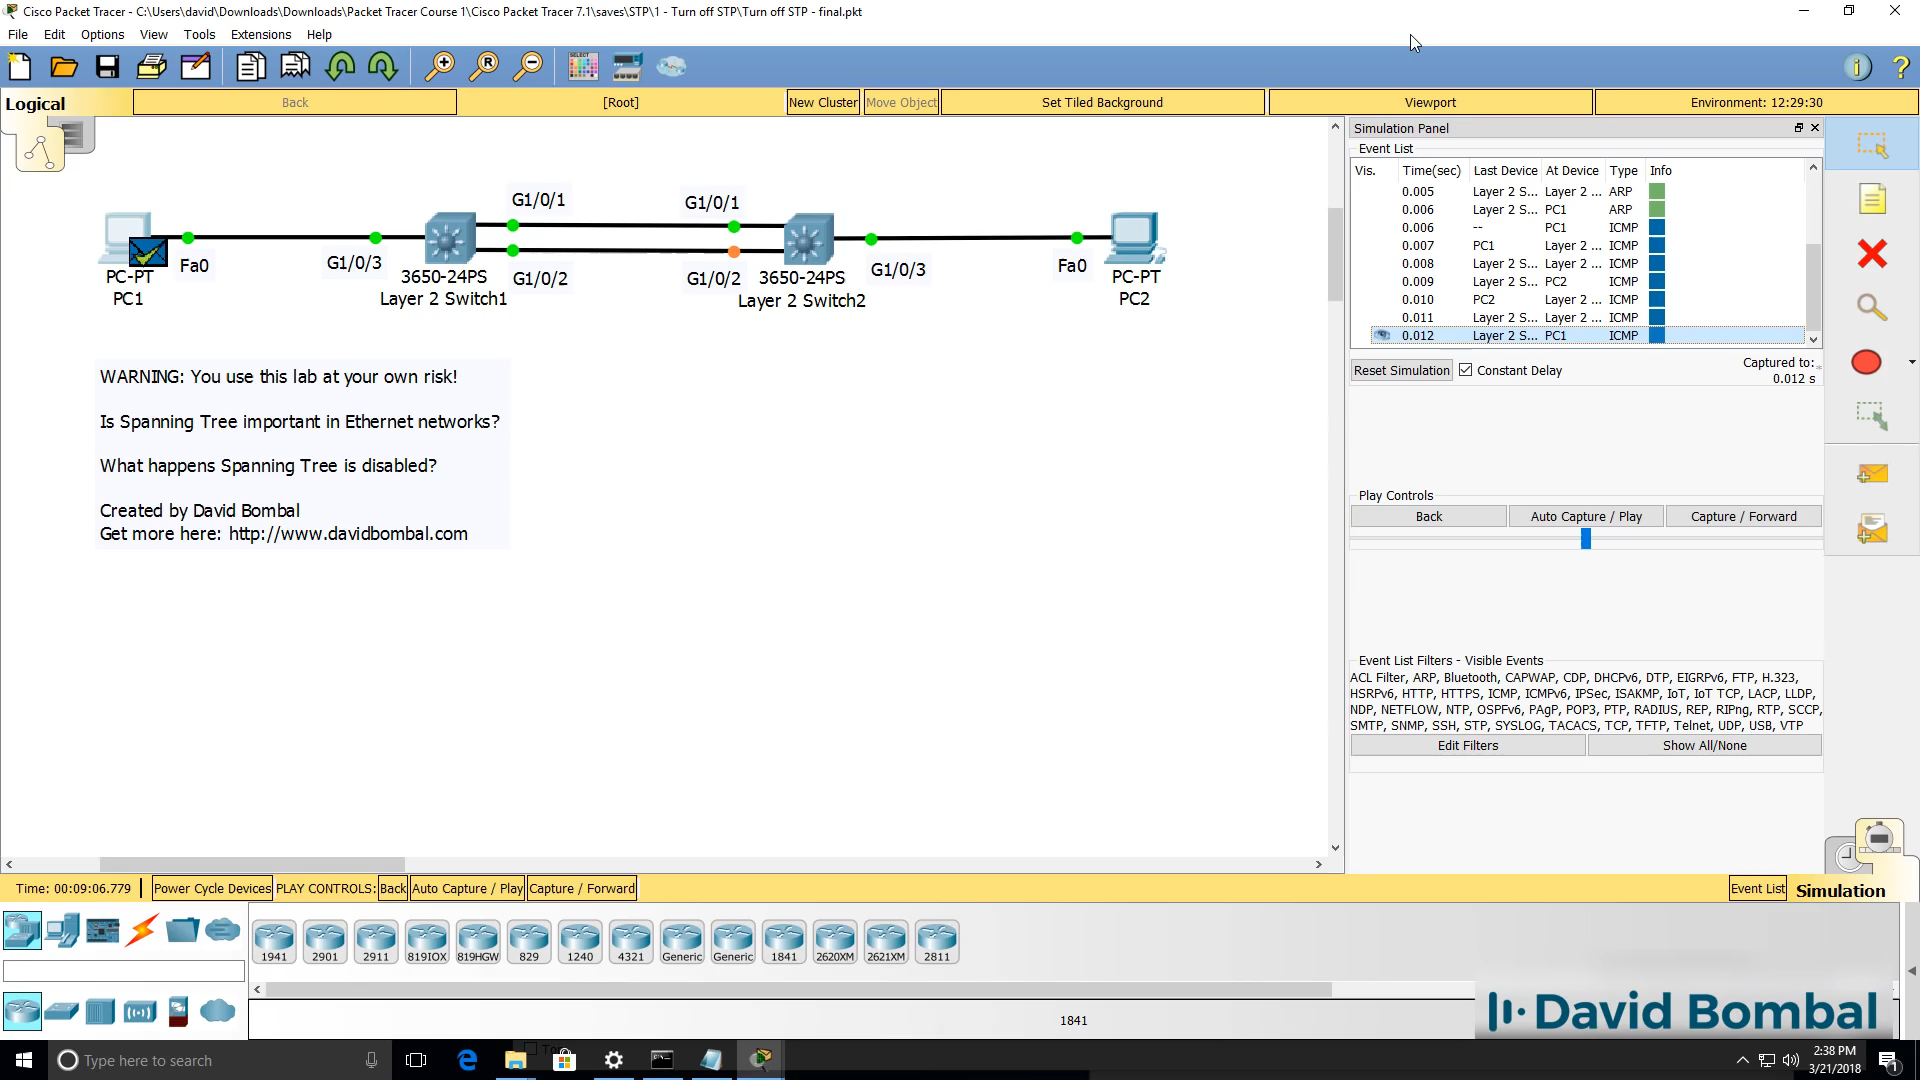 Cisco Packet Tracer - C:\Users\david\Downloads\Downloads\Packet Tracer Course 1\Cisco Packet Tracer 7.1\saves\STP\1 - Turn off STP\Turn off STP - final.pkt
File Edit Options View Tools Extensions Help
Logical Back [Root] New Cluster Move Object Set Tiled Background Viewport Environment: 12:29:30
Simulation Panel
Event List
Vis. Time(sec) Last Device At Device Type Info
0.005 Layer 2 S... Layer 2 ... ARP
0.006 Layer 2 S... PC1 ARP
0.006 -- PC1 ICMP
0.007 PC1 Layer 2 ... ICMP
0.008 Layer 2 S... Layer 2 ... ICMP
0.009 Layer 2 S... PC2 ICMP
0.010 PC2 Layer 2 ... ICMP
0.011 Layer 2 S... Layer 2 ... ICMP
0.012 Layer 2 S... PC1 ICMP
Reset Simulation Constant Delay Captured to:
0.012 s
G1/0/1 G1/0/1
Fa0 G1/0/3 G1/0/2 G1/0/2 G1/0/3 Fa0
PC-PT 3650-24PS 3650-24PS PC-PT
PC1 Layer 2 Switch1 Layer 2 Switch2 PC2
WARNING: You use this lab at your own risk!
Is Spanning Tree important in Ethernet networks?
What happens Spanning Tree is disabled?
Created by David Bombal
Get more here: http://www.davidbombal.com
Play Controls
Back Auto Capture / Play Capture / Forward
Event List Filters - Visible Events
ACL Filter, ARP, Bluetooth, CAPWAP, CDP, DHCPv6, DTP, EIGRPv6, FTP, H.323,
HSRPv6, HTTP, HTTPS, ICMP, ICMPv6, IPSec, ISAKMP, IoT, IoT TCP, LACP, LLDP,
NDP, NETFLOW, NTP, OSPFv6, PAgP, POP3, PTP, RADIUS, REP, RIPng, RTP, SCCP,
SMTP, SNMP, SSH, STP, SYSLOG, TACACS, TCP, TFTP, Telnet, UDP, USB, VTP
Edit Filters Show All/None
Time: 00:09:06.779 Power Cycle Devices PLAY CONTROLS: Back Auto Capture / Play Capture / Forward Event List Simulation
1941 2901 2911 819IOX 819HGW 829 1240 4321 Generic Generic 1841 2620XM 2621XM 2811
1841
David Bombal
Type here to search
2:38 PM
3/21/2018
1